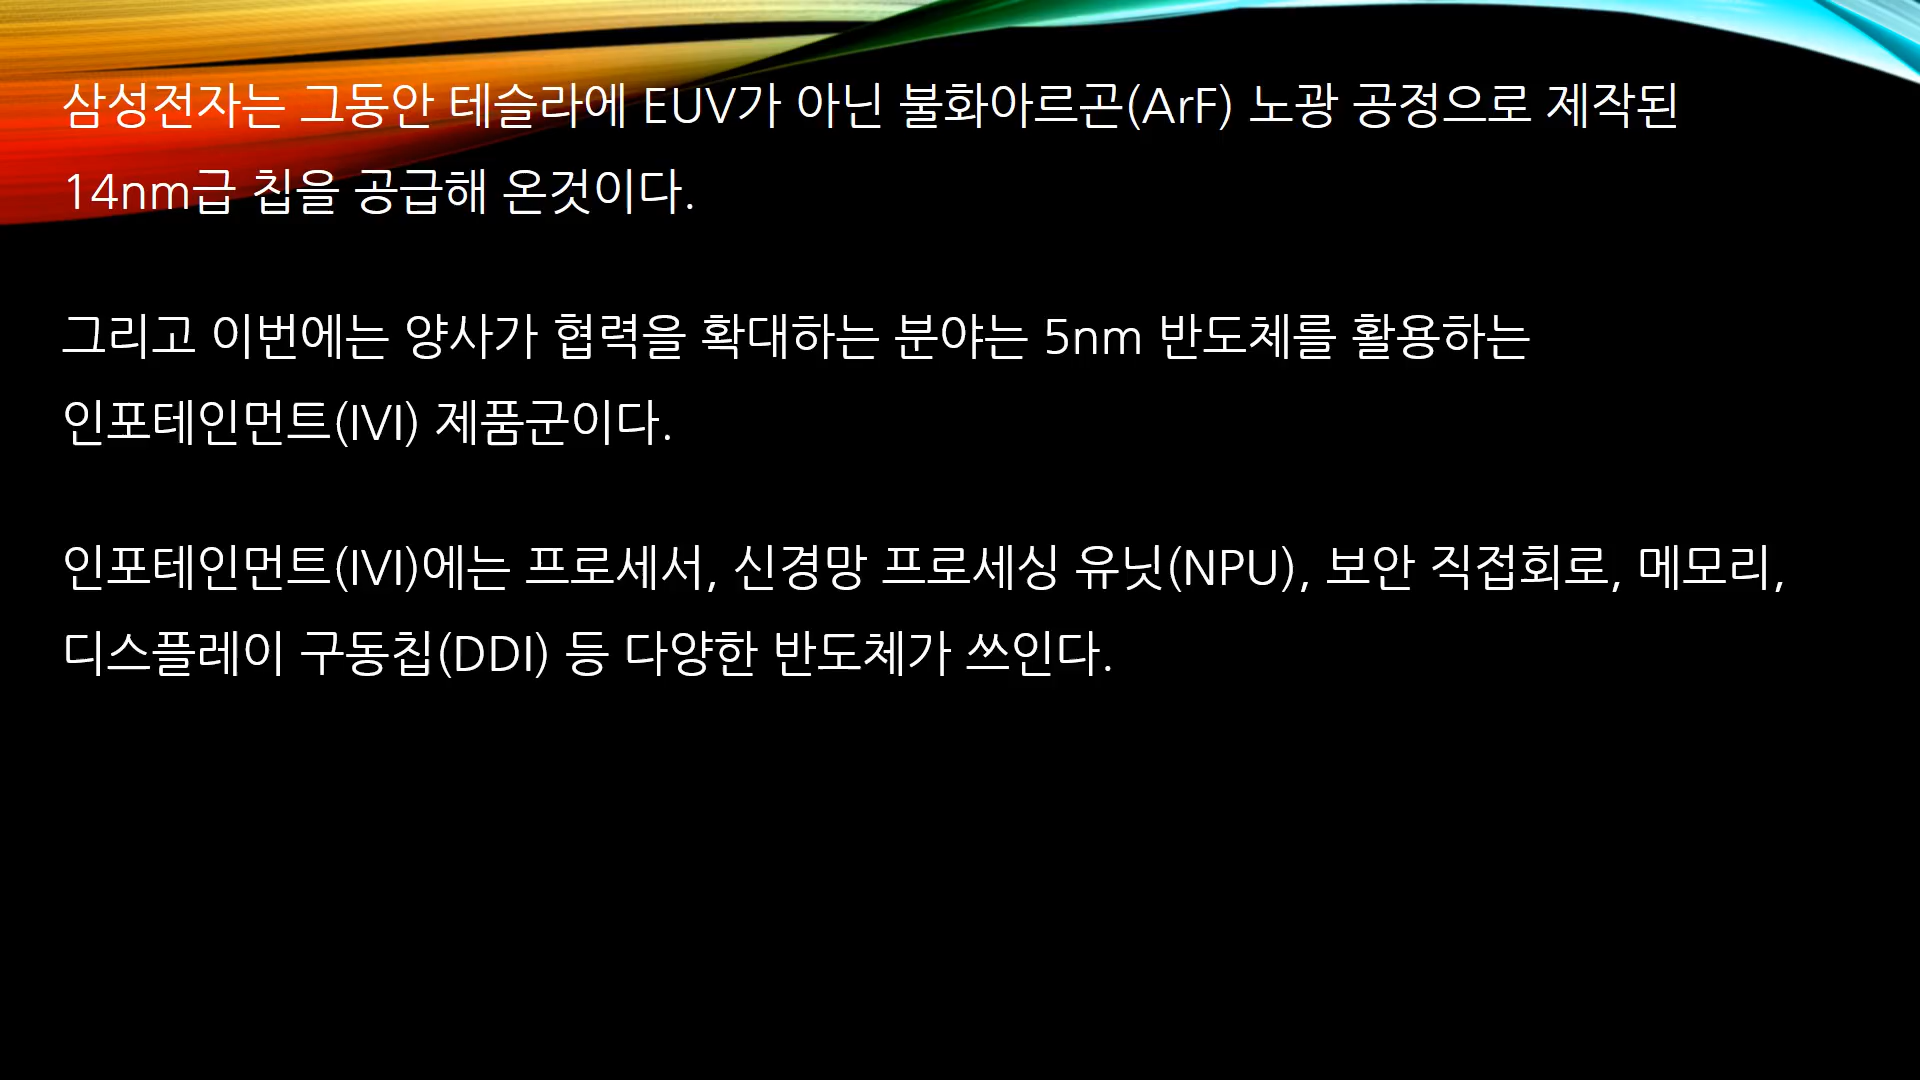 삼성전자는 그동안 테슬라에 EUV가 아닌 불화아르곤(ArF) 노광 공정으로 제작된
14nm급 칩을 공급해 온것이다.
그리고 이번에는 양사가 협력을 확대하는 분야는 5nm 반도체를 활용하는
인포테인먼트(IVI) 제품군이다.
인포테인먼트(IVI)에는 프로세서, 신경망 프로세싱 유닛(NPU), 보안 직접회로, 메모리,
디스플레이 구동칩(DDI) 등 다양한 반도체가 쓰인다.